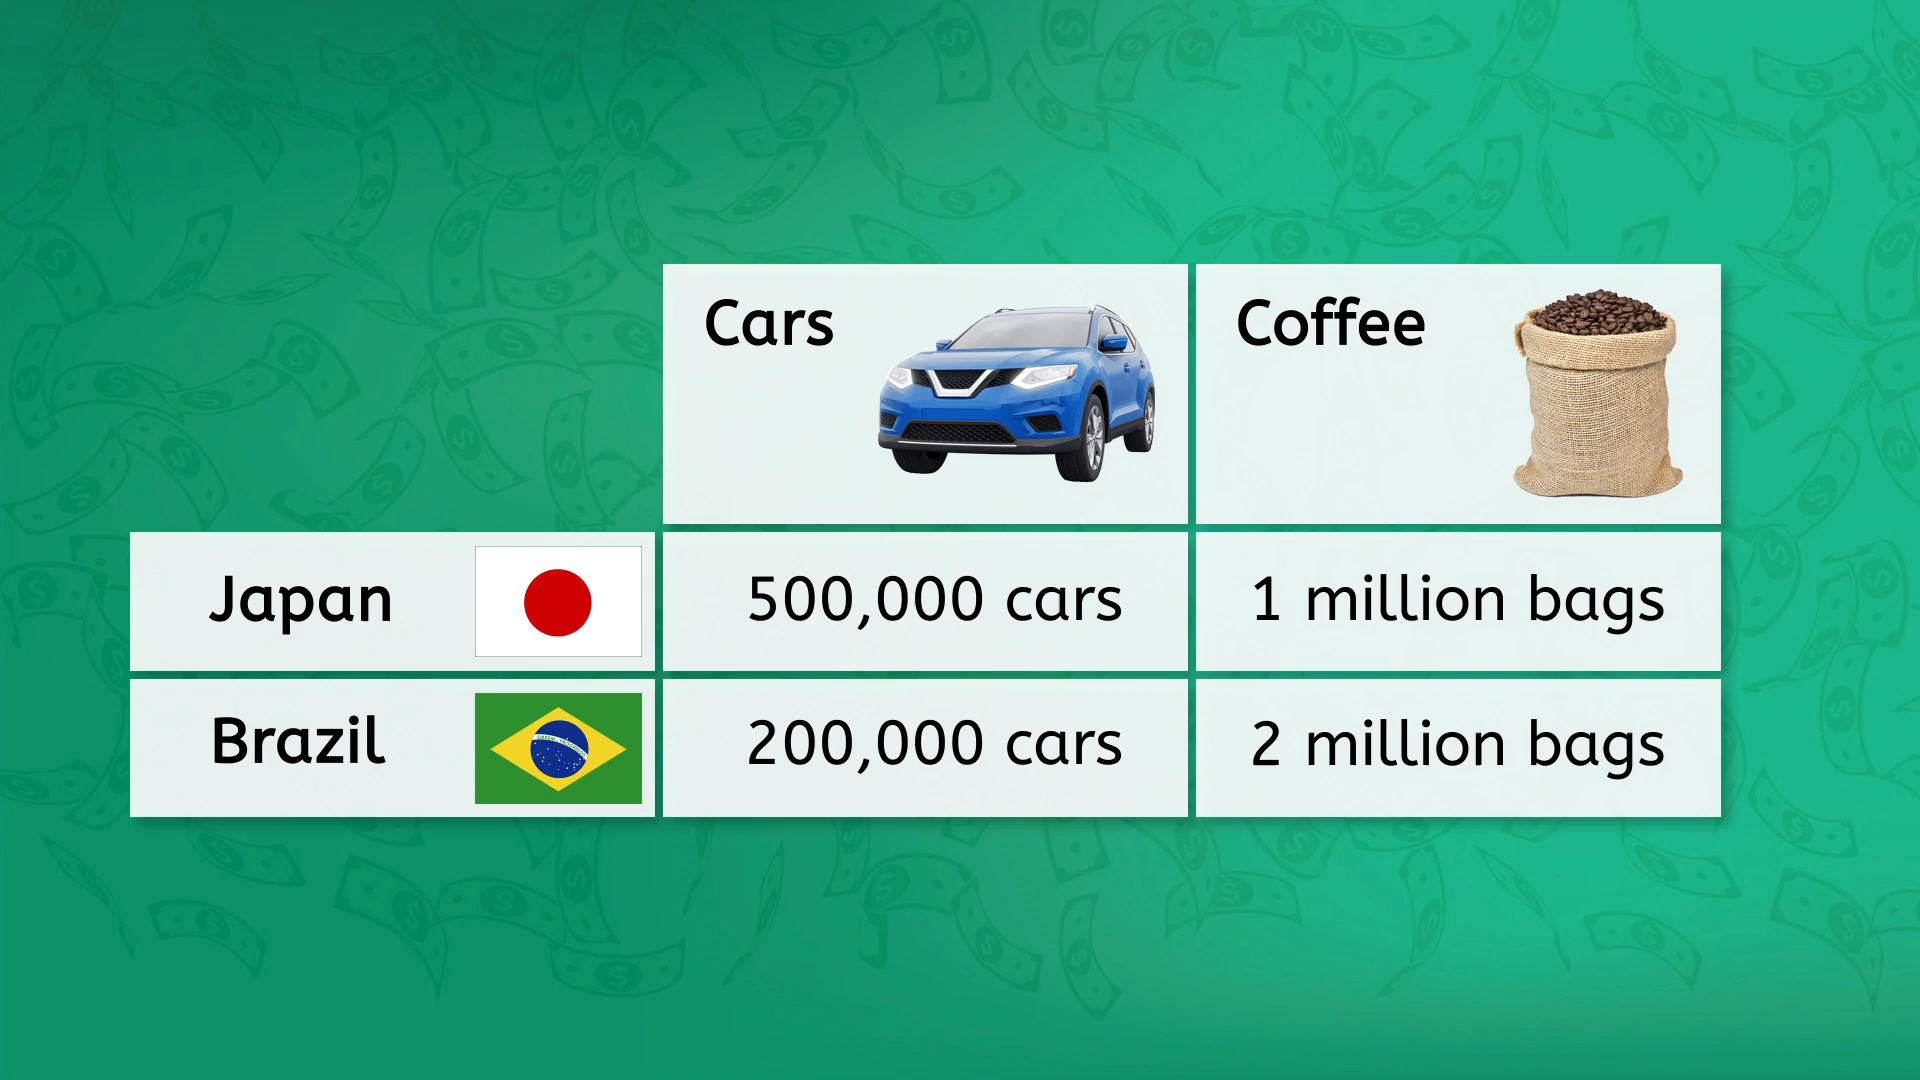 Cars
Coffee
Japan
500,000 cars
1 million bags
Brazil
200,000 cars
2 million bags